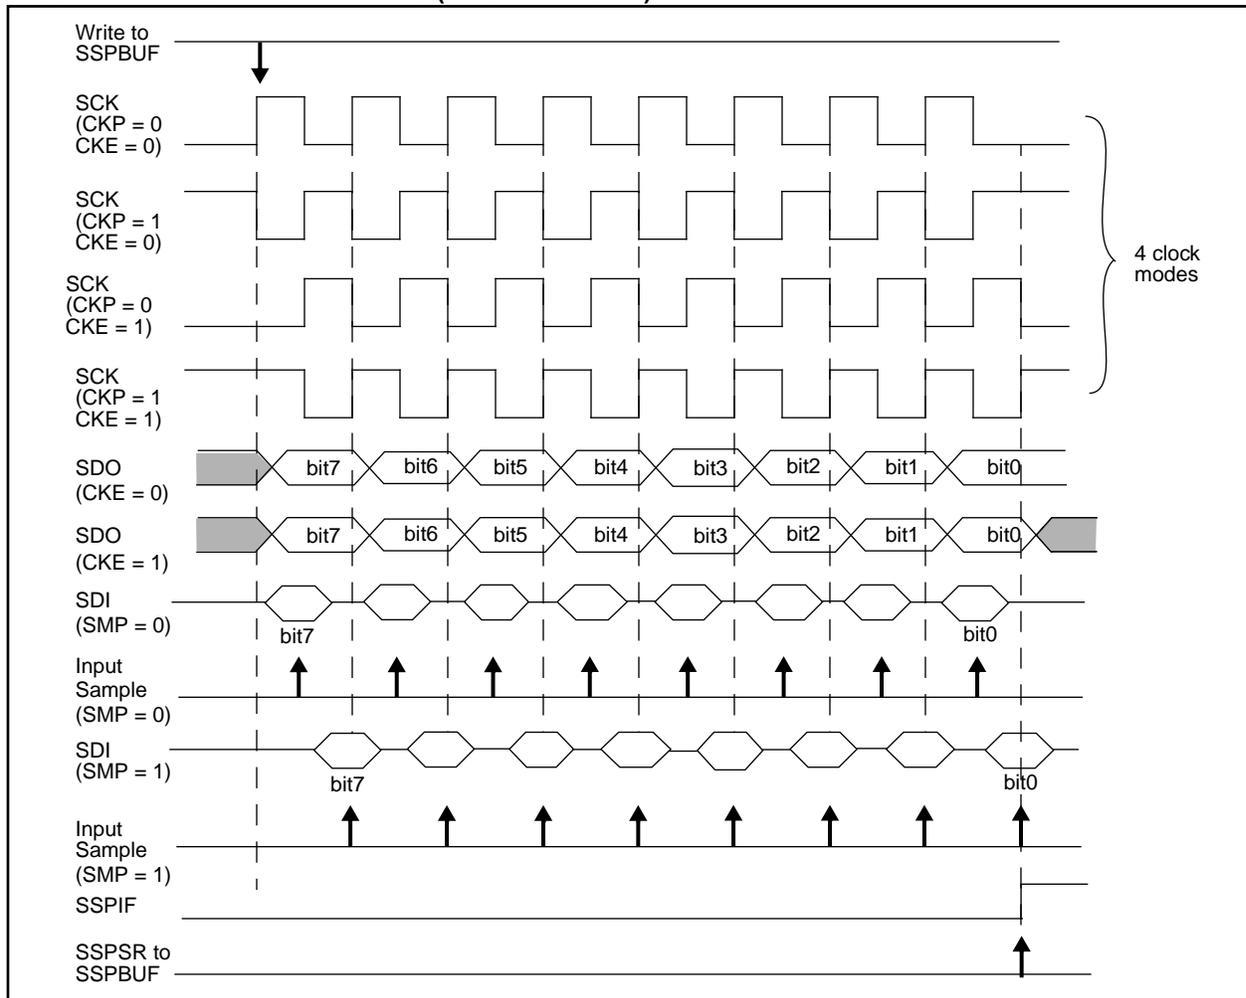 Write to
SSPBUF
SCK
(CKP = 0
CKE = 0)
SCK
(CKP = 1
CKE = 0)
SCK
(CKP = 0
CKE = 1)
SCK
(CKP = 1
CKE = 1)
4 clock
modes
SDO
(CKE = 0)
bit7 bit6 bit5 bit4 bit3 bit2 bit1 bit0
SDO
(CKE = 1)
bit7 bit6 bit5 bit4 bit3 bit2 bit1 bit0
SDI
(SMP = 0)
bit7 bit0
Input
Sample
(SMP = 0)
SDI
(SMP = 1)
bit7 bit0
Input
Sample
(SMP = 1)
SSPIF
SSPSR to
SSPBUF